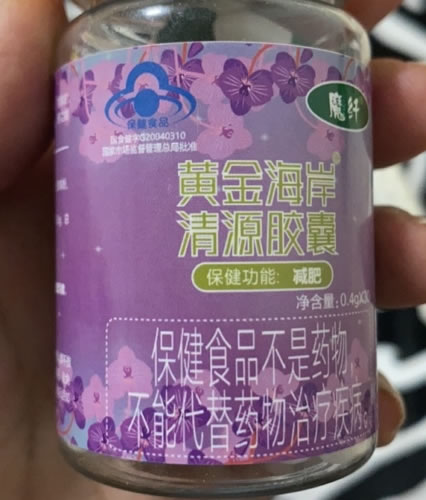 魔纤
保健食品
国食健字G20040310
国家市场监督管理总局批准
黄金海岸
清源胶囊
保健功能: 减肥
净含量: 0.4gX
保健食品不是药物,
不能代替药物治疗疾病。